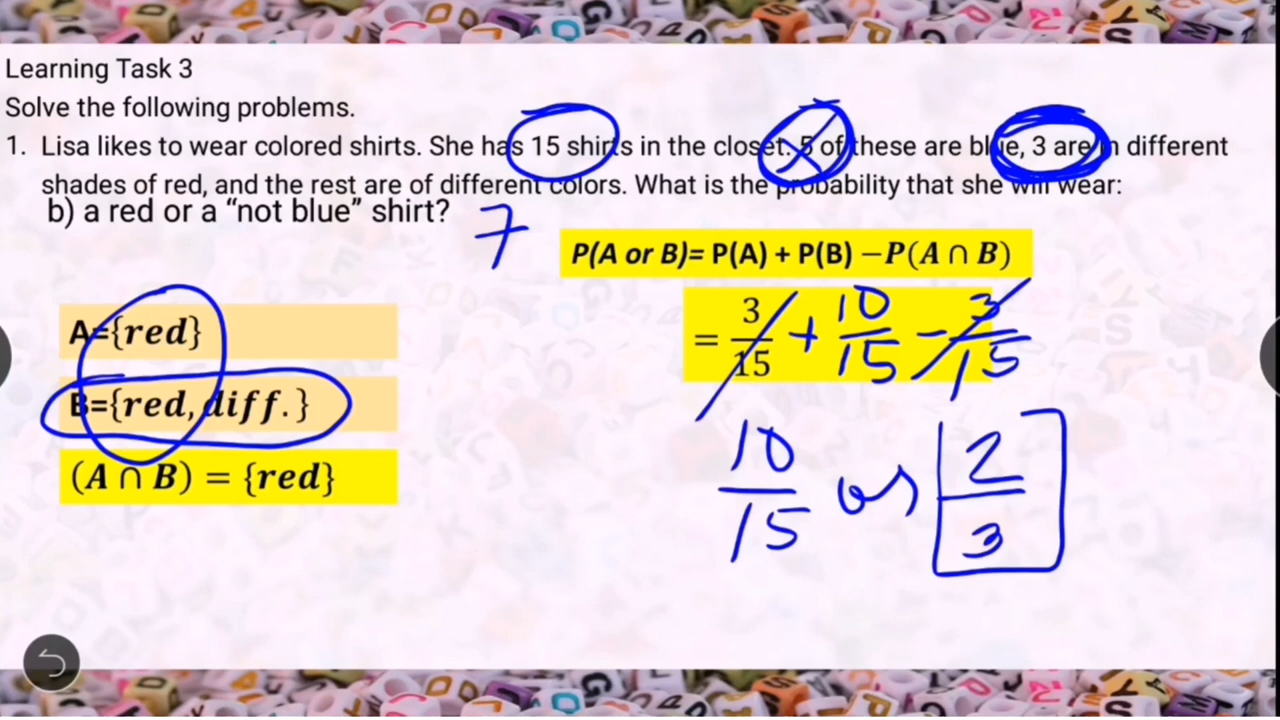 Learning Task 3
Solve the following problems.
1. Lisa likes to wear colored shirts. She has 15 shirts in the closet. 5 of these are blue, 3 are in different
shades of red, and the rest are of different colors. What is the probability that she will wear:
b) a red or a “not blue” shirt?
7
P(A or B)= P(A) + P(B) −P(A ∩ B)
= 3/15 + 10/15 − 3/15
A={red}
B={red, diff.}
(A ∩ B) = {red}
10/15 or 2/3